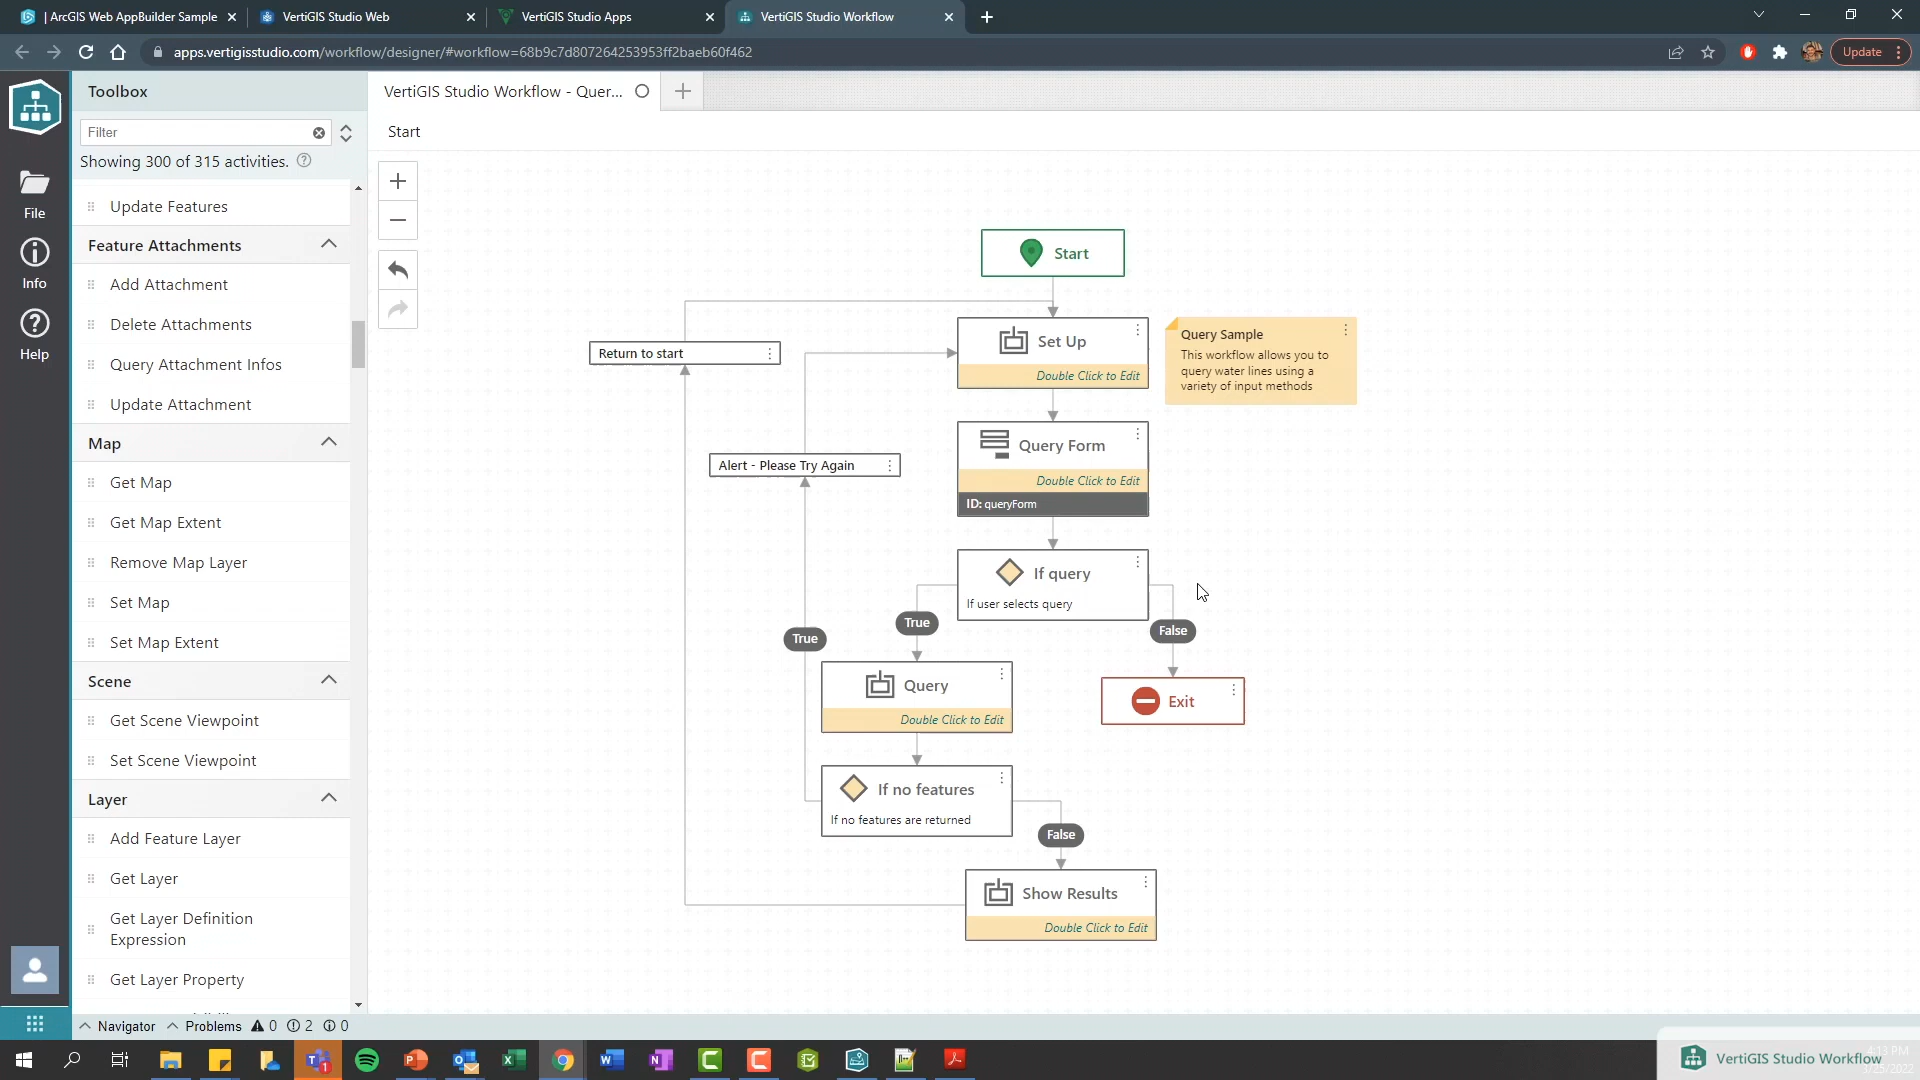 | ArcGIS Web AppBuilder Sample
VertiGIS Studio Web
VertiGIS Studio Apps
VertiGIS Studio Workflow
apps.vertigisstudio.com/workflow/designer/#workflow=68b9c7d807264253953ff2baeb60f462
Update
Toolbox
VertiGIS Studio Workflow - Quer...
Filter
Start
Showing 300 of 315 activities.
File
Info
Help
Update Features
Feature Attachments
Add Attachment
Delete Attachments
Query Attachment Infos
Update Attachment
Map
Get Map
Get Map Extent
Remove Map Layer
Set Map
Set Map Extent
Scene
Get Scene Viewpoint
Set Scene Viewpoint
Layer
Add Feature Layer
Get Layer
Get Layer Definition
Expression
Get Layer Property
Start
Return to start
Set Up
Double Click to Edit
Query Sample
This workflow allows you to
query water lines using a
variety of input methods
Alert - Please Try Again
Query Form
Double Click to Edit
ID: queryForm
If query
If user selects query
True
True
False
Query
Double Click to Edit
Exit
If no features
If no features are returned
False
Show Results
Double Click to Edit
Navigator
Problems
0
2
0
VertiGIS Studio Workflow
4:13 PM
3/25/2022